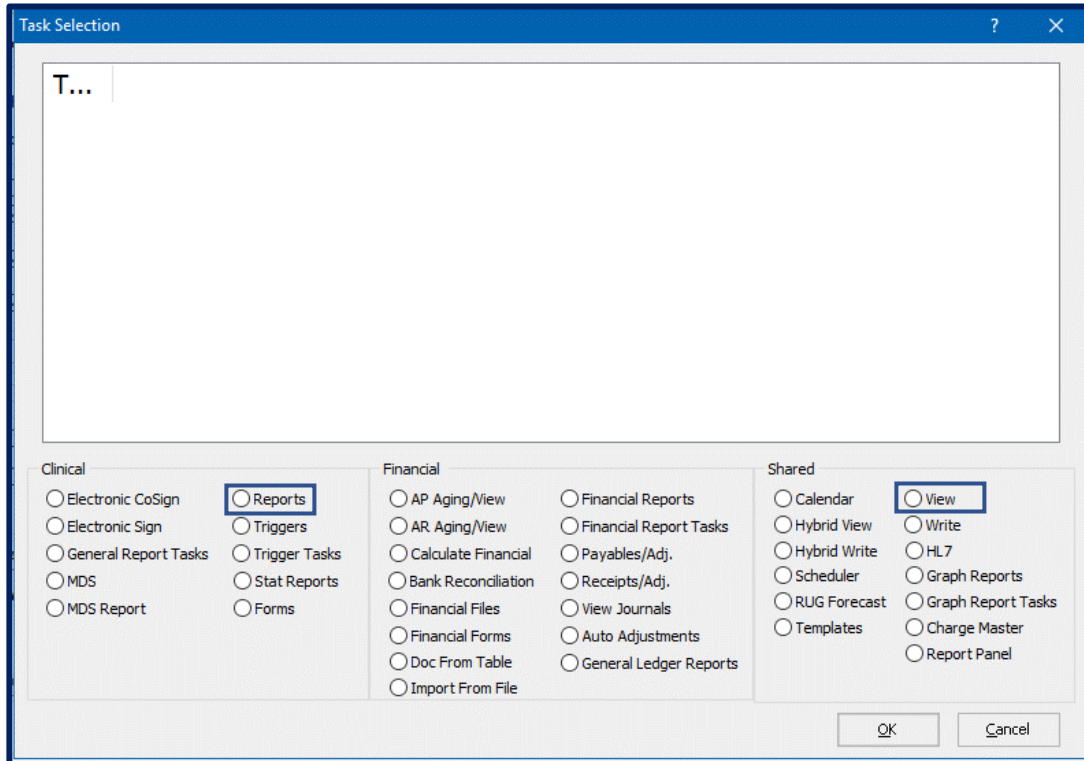 Task Selection
T...
Clinical
Electronic CoSign
Electronic Sign
General Report Tasks
MDS
MDS Report
Reports
Triggers
Trigger Tasks
Stat Reports
Forms
Financial
AP Aging/View
AR Aging/View
Calculate Financial
Bank Reconciliation
Financial Files
Financial Forms
Doc From Table
Import From File
Financial Reports
Financial Report Tasks
Payables/Adj.
Receipts/Adj.
View Journals
Auto Adjustments
General Ledger Reports
Shared
Calendar
Hybrid View
Hybrid Write
Scheduler
RUG Forecast
Templates
View
Write
HL7
Graph Reports
Graph Report Tasks
Charge Master
Report Panel
OK
Cancel